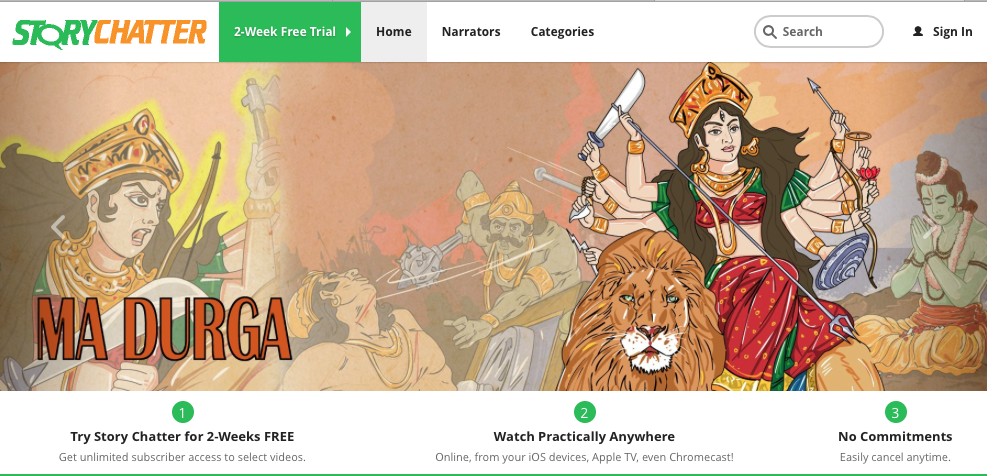 STORYCHATTER
2-Week Free Trial
Home
Narrators
Categories
Search
Sign In
MA DURGA
1
Try Story Chatter for 2-Weeks FREE
Get unlimited subscriber access to select videos.
2
Watch Practically Anywhere
Online, from your iOS devices, Apple TV, even Chromecast!
3
No Commitments
Easily cancel anytime.